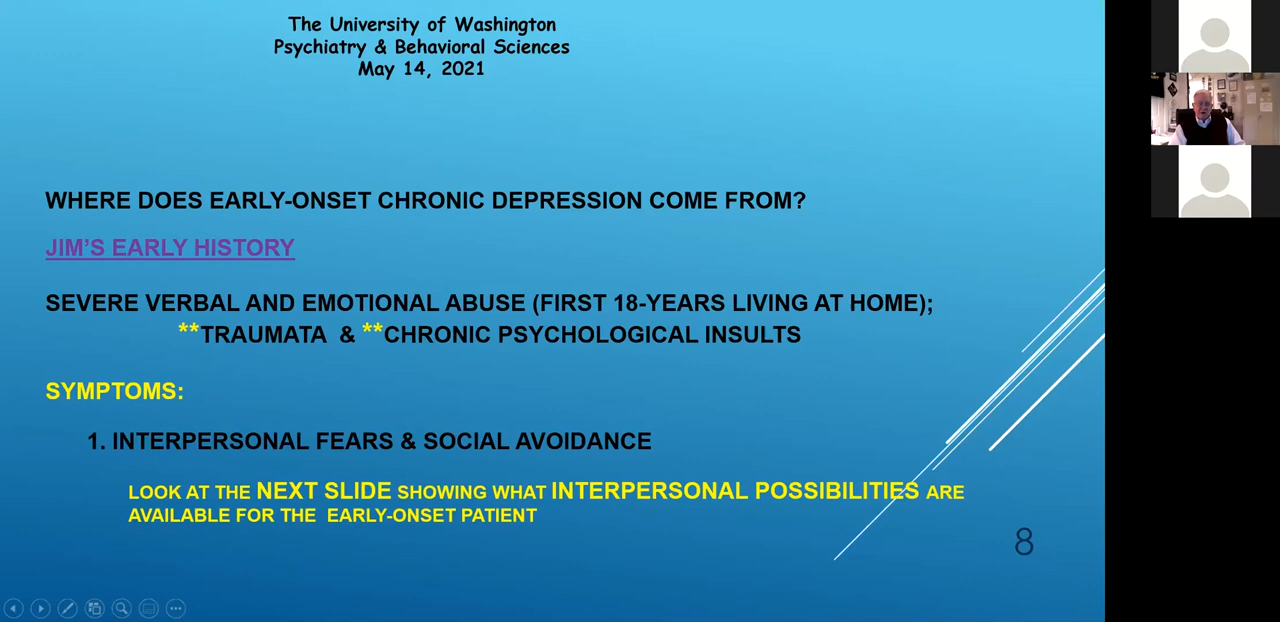 The University of Washington
Psychiatry & Behavioral Sciences
May 14, 2021
WHERE DOES EARLY-ONSET CHRONIC DEPRESSION COME FROM?
JIM'S EARLY HISTORY
SEVERE VERBAL AND EMOTIONAL ABUSE (FIRST 18-YEARS LIVING AT HOME);
**TRAUMATA & **CHRONIC PSYCHOLOGICAL INSULTS
SYMPTOMS:
1. INTERPERSONAL FEARS & SOCIAL AVOIDANCE
LOOK AT THE NEXT SLIDE SHOWING WHAT INTERPERSONAL POSSIBILITIES ARE
AVAILABLE FOR THE EARLY-ONSET PATIENT
8